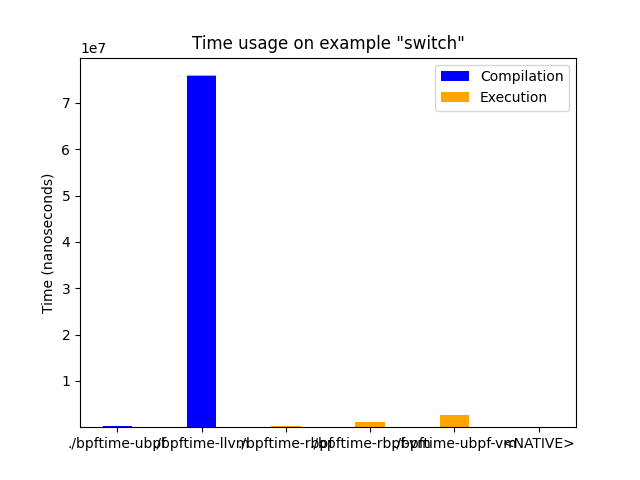 Time usage on example "switch"
1e7
Compilation
Execution
7
6
5
4
3
2
1
Time (nanoseconds)
./bpftime-ubpf
./bpftime-llvm
./bpftime-rbpf
./bpftime-rbpf-vm
./bpftime-ubpf-vm
<NATIVE>